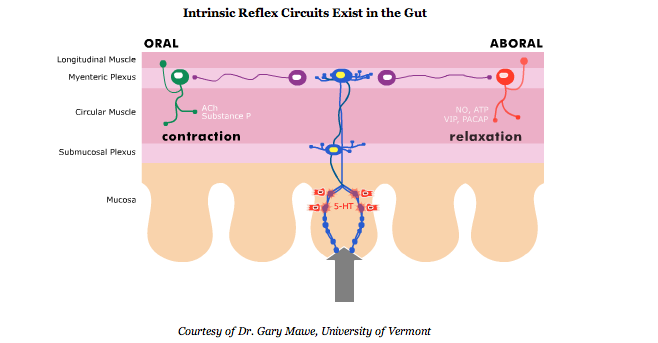 Intrinsic Reflex Circuits Exist in the Gut
ORAL
ABORAL
Longitudinal Muscle
Myenteric Plexus
Circular Muscle
ACh
Substance P
NO, ATP
VIP, PACAP
contraction
relaxation
Submucosal Plexus
Mucosa
5-HT
Courtesy of Dr. Gary Mawe, University of Vermont